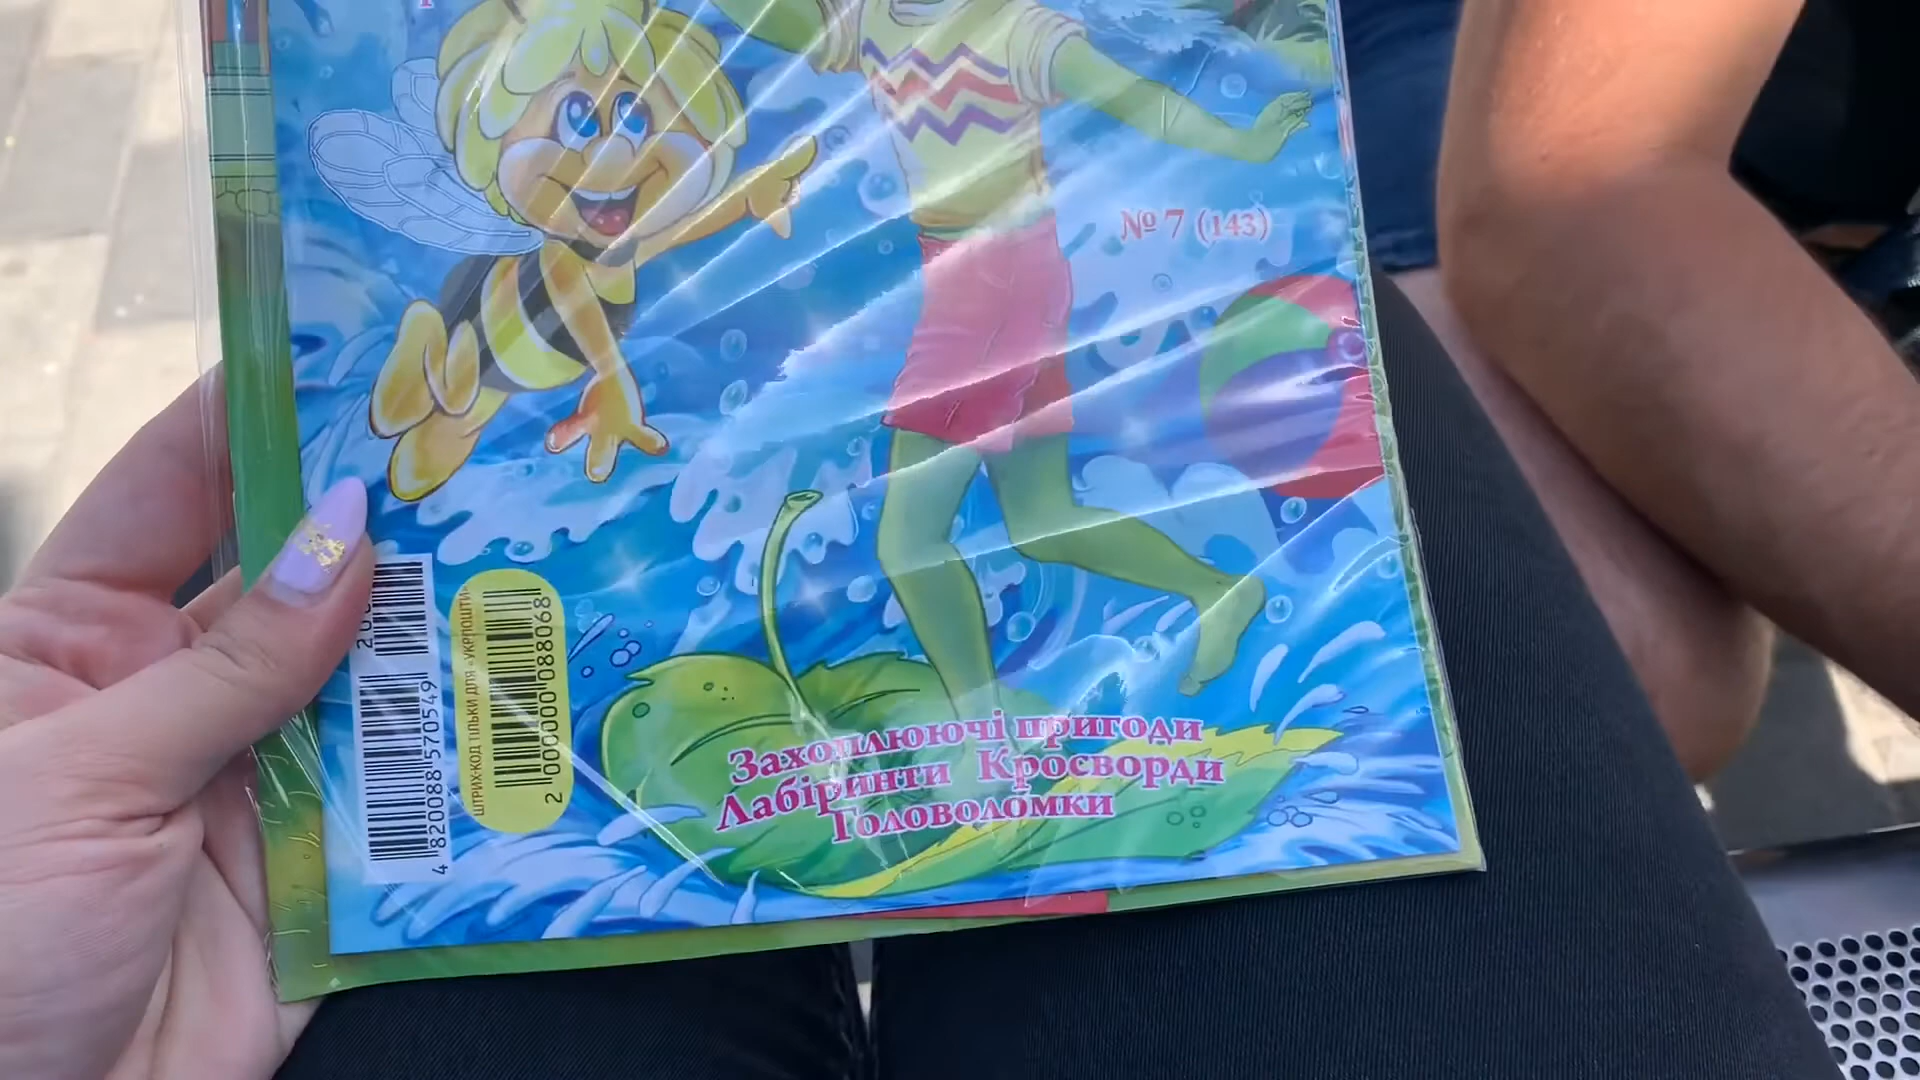 № 7 (143)
Захоплюючі пригоди
Лабіринти Кросворди
Головоломки
4 820088 570549
ШТРИХ-КОД ТІЛЬКИ ДЛЯ «УКРПОШТИ»
2 000000 088068